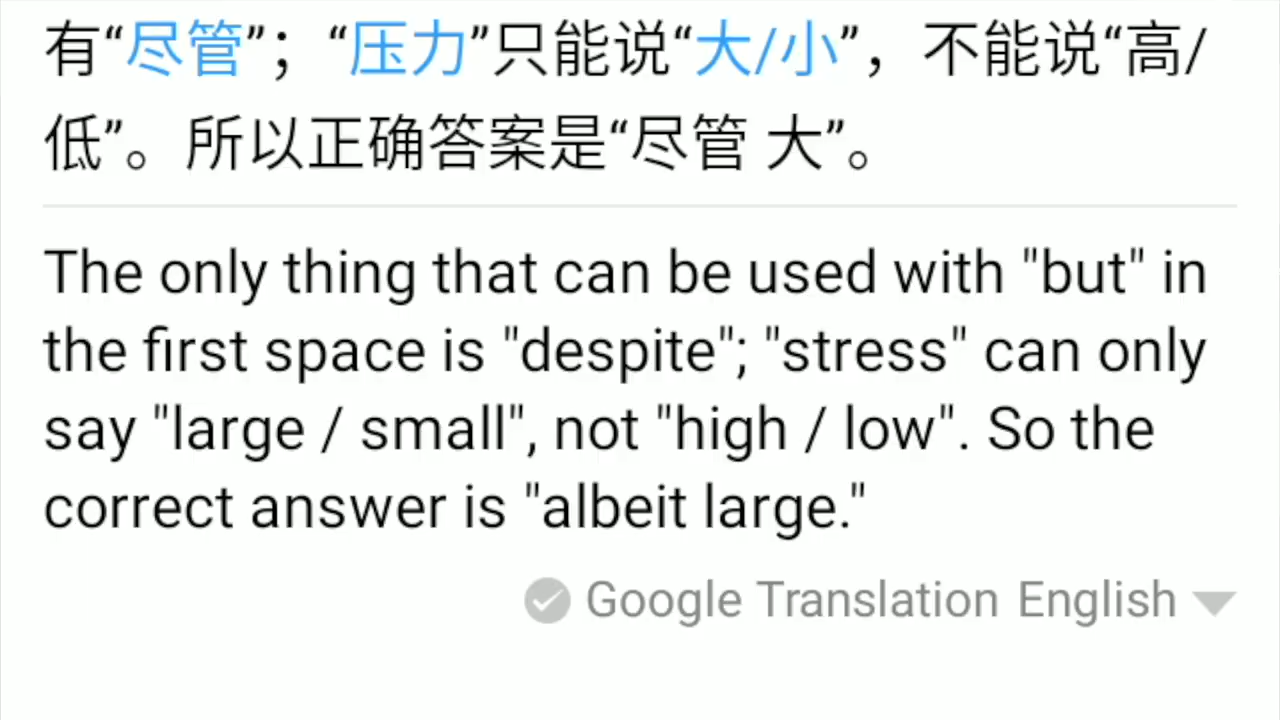 有“尽管”；“压力”只能说“大/小”，不能说“高/
低”。所以正确答案是“尽管 大”。
The only thing that can be used with "but" in
the first space is "despite"; "stress" can only
say "large / small", not "high / low". So the
correct answer is "albeit large."
Google Translation English